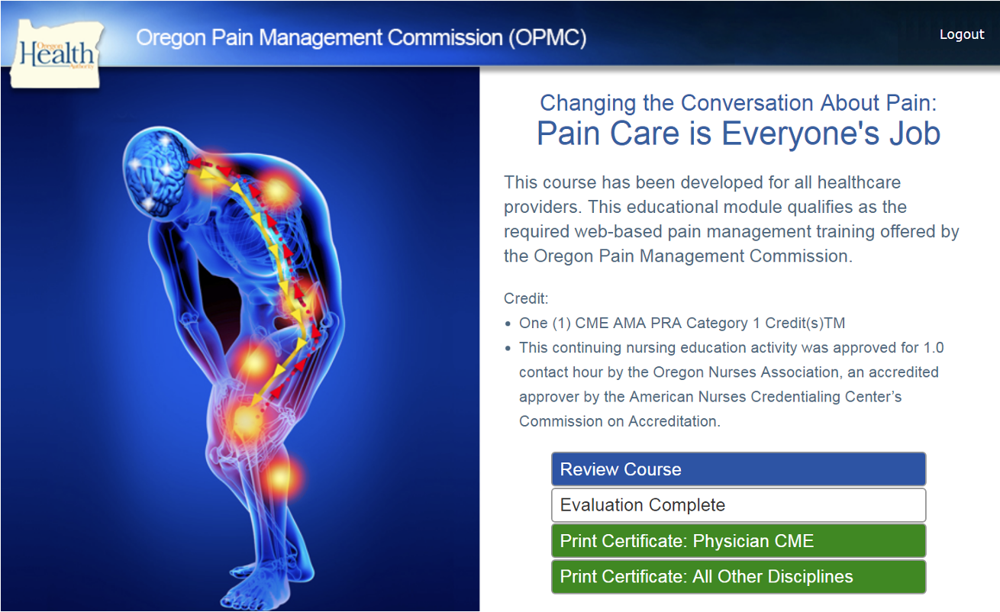 Oregon
Health
Authority
Oregon Pain Management Commission (OPMC)
Logout
Changing the Conversation About Pain:
Pain Care is Everyone's Job
This course has been developed for all healthcare
providers. This educational module qualifies as the
required web-based pain management training offered by
the Oregon Pain Management Commission.
Credit:
• One (1) CME AMA PRA Category 1 Credit(s)TM
• This continuing nursing education activity was approved for 1.0
contact hour by the Oregon Nurses Association, an accredited
approver by the American Nurses Credentialing Center’s
Commission on Accreditation.
Review Course
Evaluation Complete
Print Certificate: Physician CME
Print Certificate: All Other Disciplines